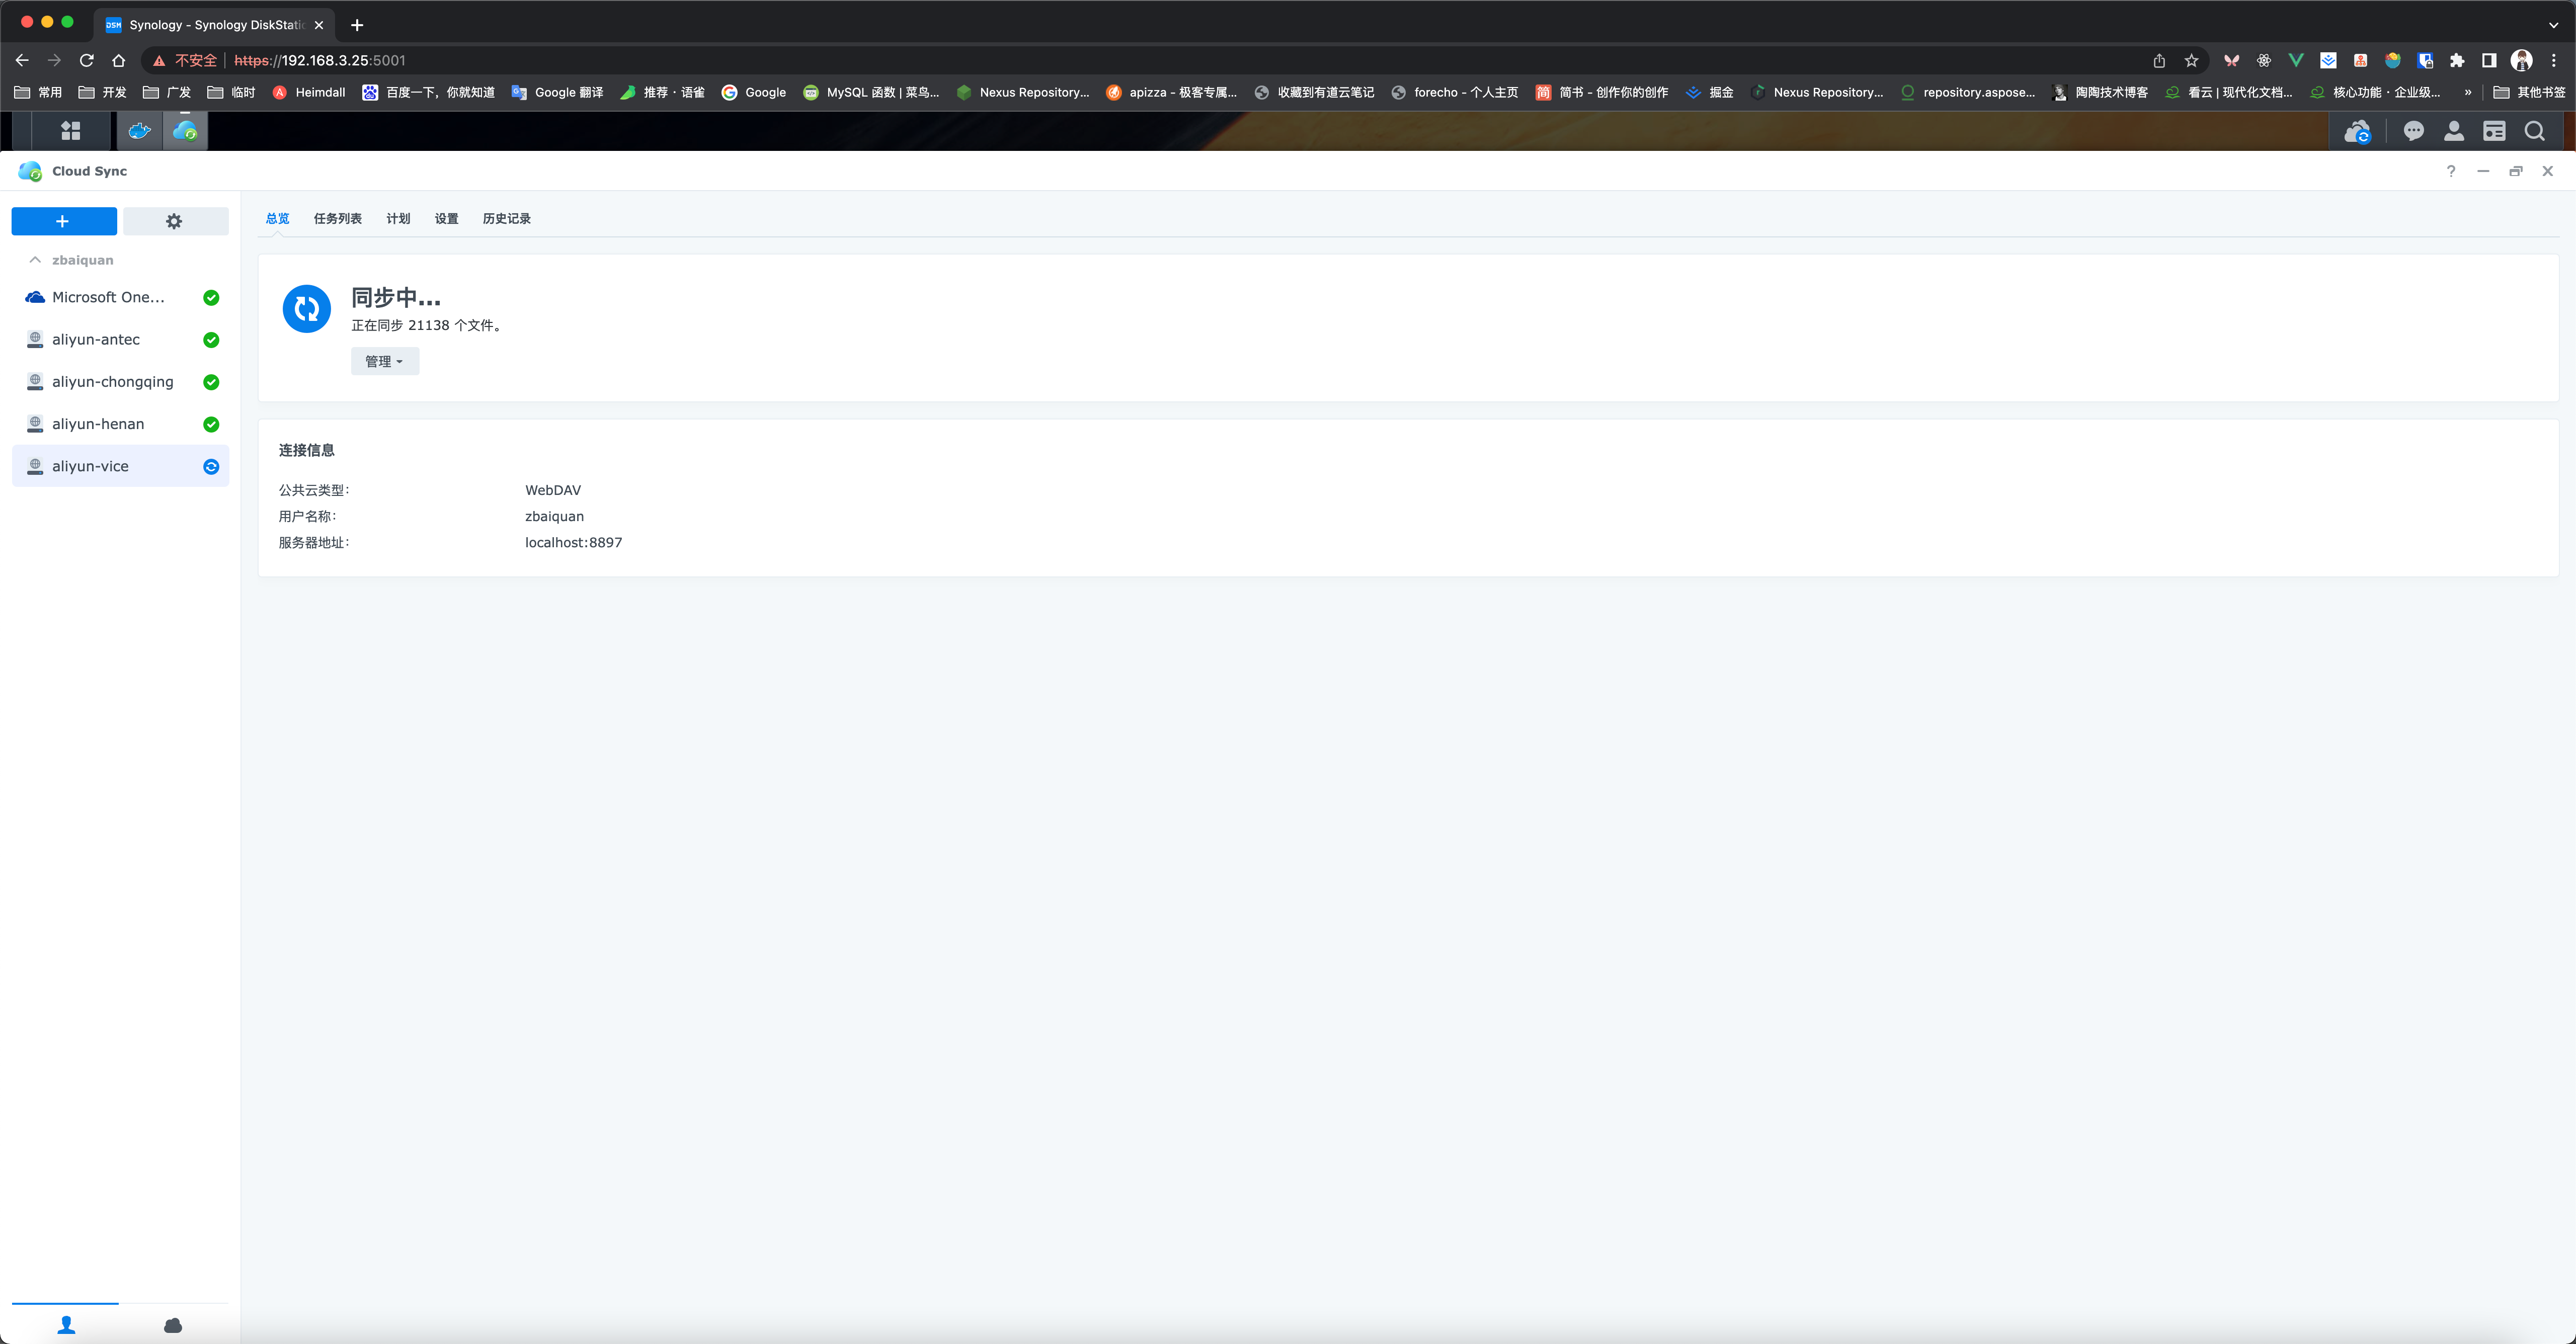 Synology - Synology DiskStatic
不安全 https://192.168.3.25:5001
常用 开发 广发 临时 Heimdall 百度一下，你就知道 Google 翻译 推荐 · 语雀 Google MySQL 函数 | 菜鸟... Nexus Repository... apizza - 极客专属... 收藏到有道云笔记 forecho - 个人主页 简书 - 创作你的创作 掘金 Nexus Repository... repository.aspose... 陶陶技术博客 看云 | 现代化文档... 核心功能 · 企业级... » 其他书签
Cloud Sync
总览 任务列表 计划 设置 历史记录
zbaiquan
Microsoft One...
aliyun-antec
aliyun-chongqing
aliyun-henan
aliyun-vice
同步中...
正在同步 21138 个文件。
管理
连接信息
公共云类型： WebDAV
用户名称： zbaiquan
服务器地址： localhost:8897